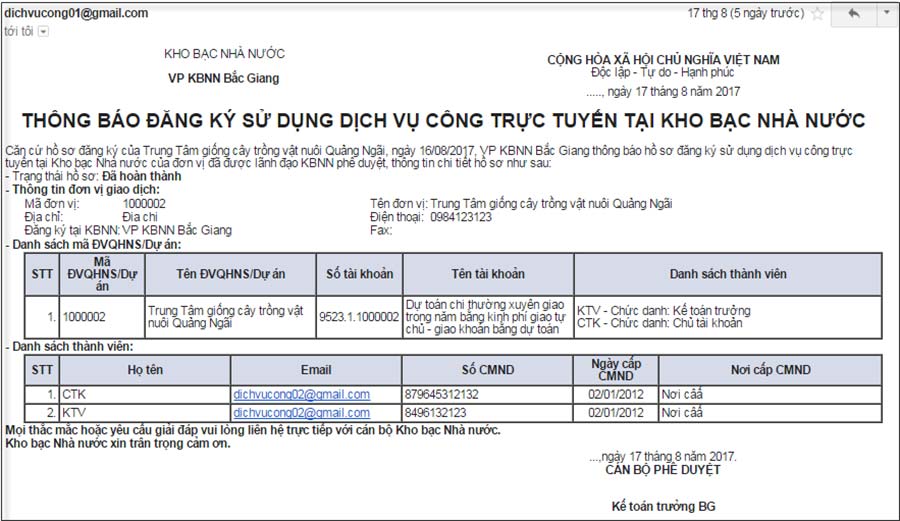 dichvucong01@gmail.com
17 thg 8 (5 ngày trước)
tới tôi
KHO BẠC NHÀ NƯỚC
VP KBNN Bắc Giang
CỘNG HÒA XÃ HỘI CHỦ NGHĨA VIỆT NAM
Độc lập - Tự do - Hạnh phúc
....., ngày 17 tháng 8 năm 2017
THÔNG BÁO ĐĂNG KÝ SỬ DỤNG DỊCH VỤ CÔNG TRỰC TUYẾN TẠI KHO BẠC NHÀ NƯỚC
Căn cứ hồ sơ đăng ký của Trung Tâm giống cây trồng vật nuôi Quảng Ngãi, ngày 16/08/2017, VP KBNN Bắc Giang thông báo hồ sơ đăng ký sử dụng dịch vụ công trực
tuyến tại Kho bạc Nhà nước của đơn vị đã được lãnh đạo KBNN phê duyệt, thông tin chi tiết hồ sơ như sau:
- Trạng thái hồ sơ: Đã hoàn thành
- Thông tin đơn vị giao dịch:
Mã đơn vị: 1000002 Tên đơn vị: Trung Tâm giống cây trồng vật nuôi Quảng Ngãi
Địa chỉ: Địa chỉ Điện thoại: 0984123123
Đăng ký tại KBNN: VP KBNN Bắc Giang Fax:
- Danh sách mã ĐVQHNS/Dự án:
STT Mã ĐVQHNS/Dự án Tên ĐVQHNS/Dự án Số tài khoản Tên tài khoản Danh sách thành viên
1. 1000002 Trung Tâm giống cây trồng vật nuôi Quảng Ngãi 9523.1.1000002 Dự toán chi thường xuyên giao trong năm bằng kinh phí giao tự chủ - giao khoán bằng dự toán KTV - Chức danh: Kế toán trưởng
CTK - Chức danh: Chủ tài khoản
- Danh sách thành viên:
STT Họ tên Email Số CMND Ngày cấp CMND Nơi cấp CMND
1. CTK dichvucong02@gmail.com 879645312132 02/01/2012 Nơi cấ
2. KTV dichvucong02@gmail.com 8496132123 02/01/2012 Nơi cấ
Mọi thắc mắc hoặc yêu cầu giải đáp vui lòng liên hệ trực tiếp với cán bộ Kho bạc Nhà nước.
Kho bạc Nhà nước xin trân trọng cảm ơn.
...,ngày 17 tháng 8 năm 2017.
CÁN BỘ PHÊ DUYỆT
Kế toán trưởng BG